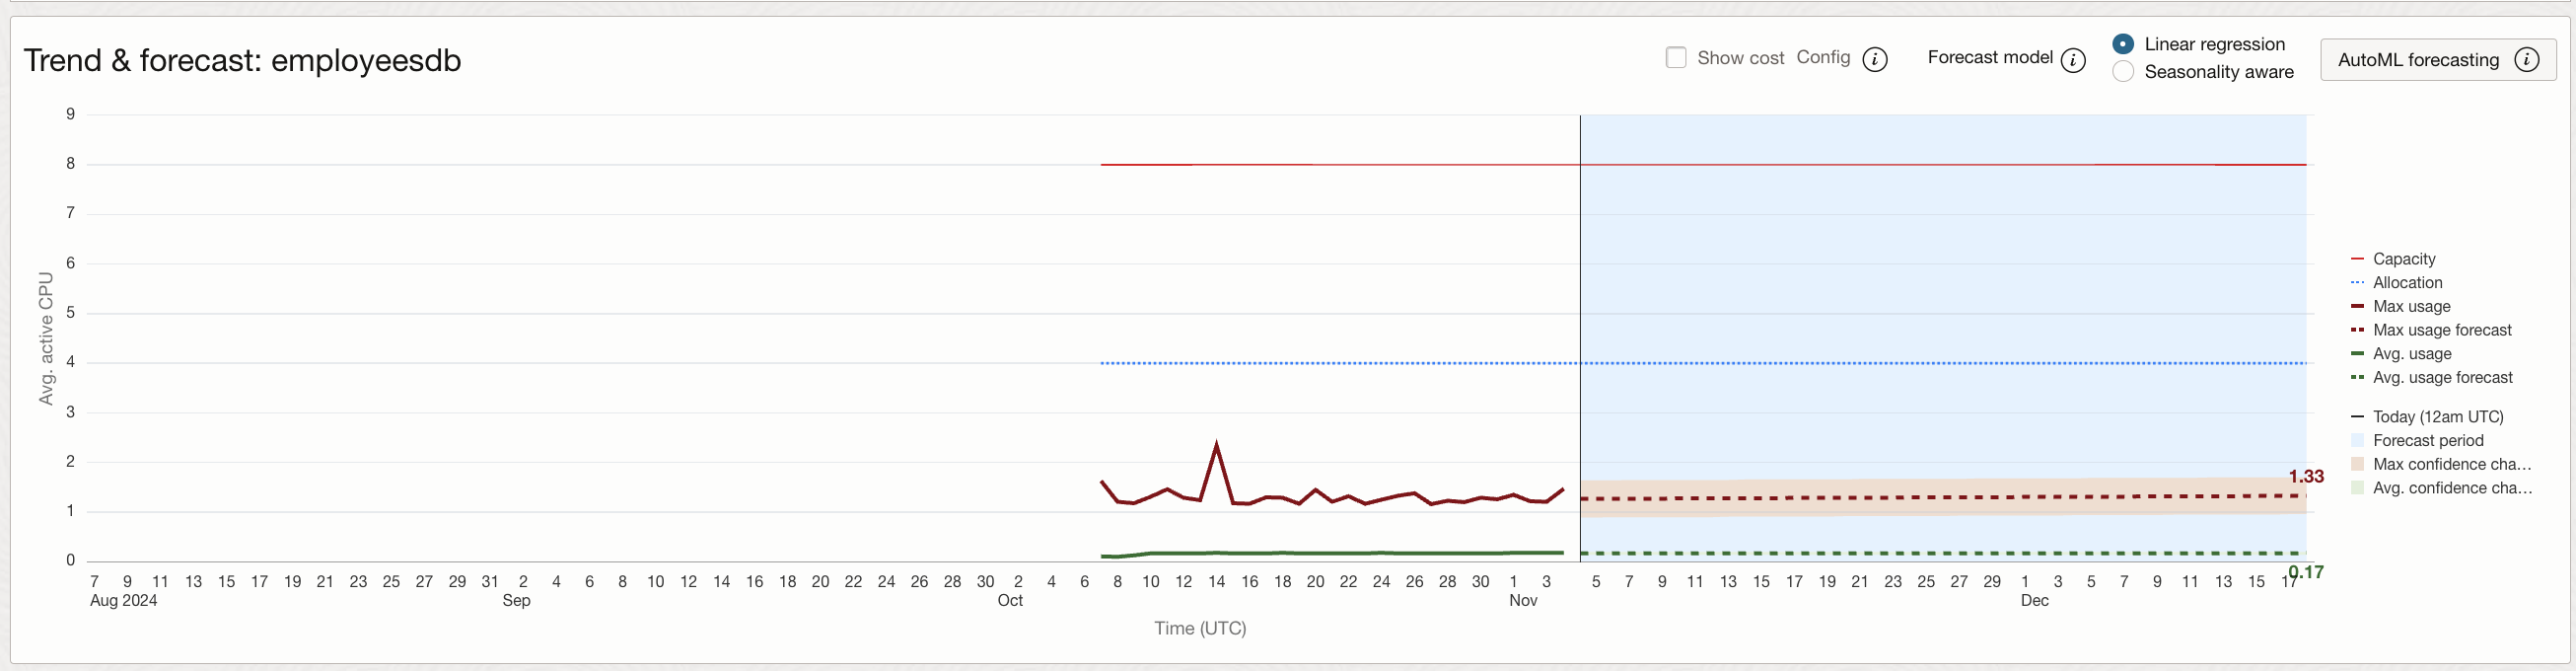 Trend & forecast: employeesdb
Show cost Config i
Forecast model i
Linear regression
Seasonality aware
AutoML forecasting i
9
8
7
6
5
4
3
2
1
0
Avg. active CPU
1.33
0.17
7 9 11 13 15 17 19 21 23 25 27 29 31 2 4 6 8 10 12 14 16 18 20 22 24 26 28 30 2 4 6 8 10 12 14 16 18 20 22 24 26 28 30 1 3 5 7 9 11 13 15 17 19 21 23 25 27 29 1 3 5 7 9 11 13 15 17
Aug 2024 Sep Oct Nov Dec
Time (UTC)
Capacity
Allocation
Max usage
Max usage forecast
Avg. usage
Avg. usage forecast
Today (12am UTC)
Forecast period
Max confidence cha...
Avg. confidence cha...